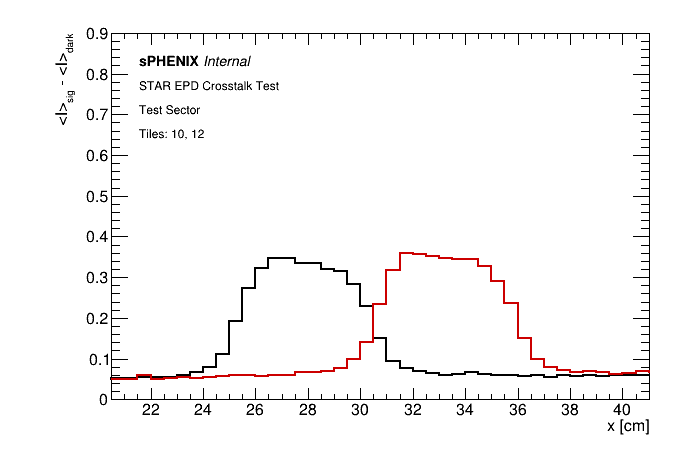 <I>sig - <I>dark
0.9
0.8
0.7
0.6
0.5
0.4
0.3
0.2
0.1
0
sPHENIX Internal
STAR EPD Crosstalk Test
Test Sector
Tiles: 10, 12
22 24 26 28 30 32 34 36 38 40
x [cm]